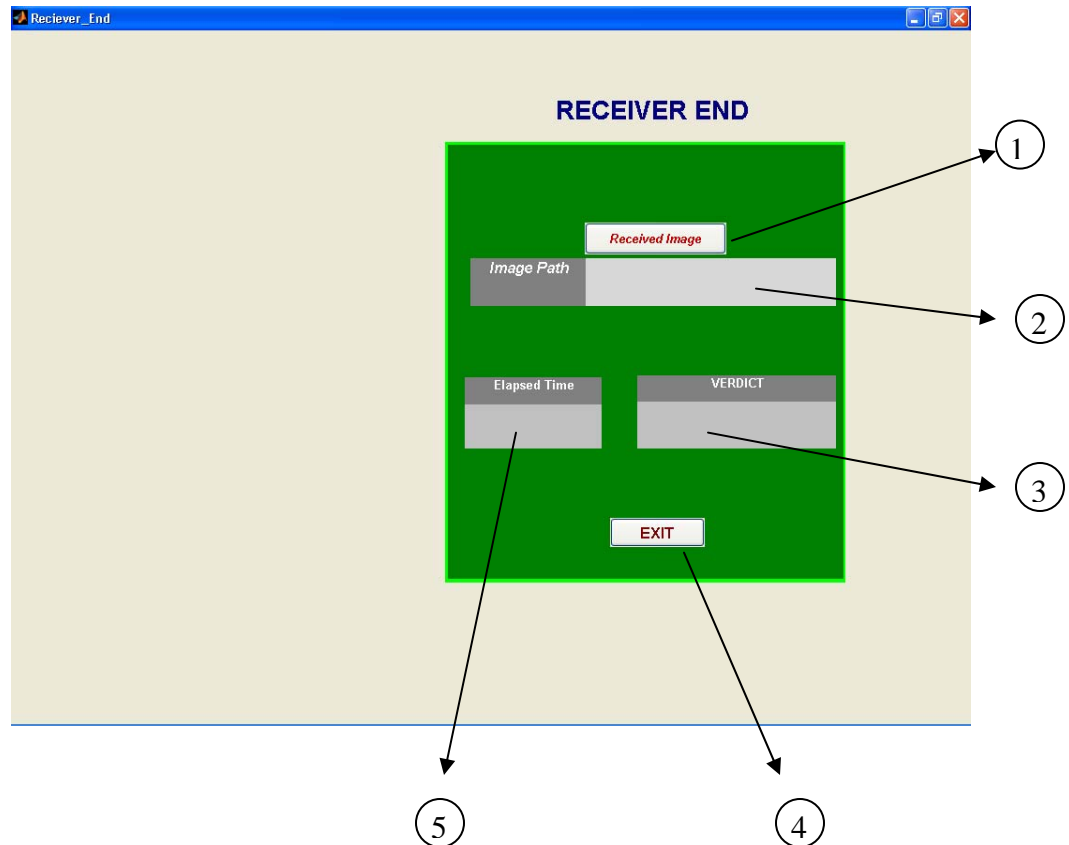 Reciever_End
RECEIVER END
1
Received Image
Image Path
2
Elapsed Time
VERDICT
3
EXIT
5
4